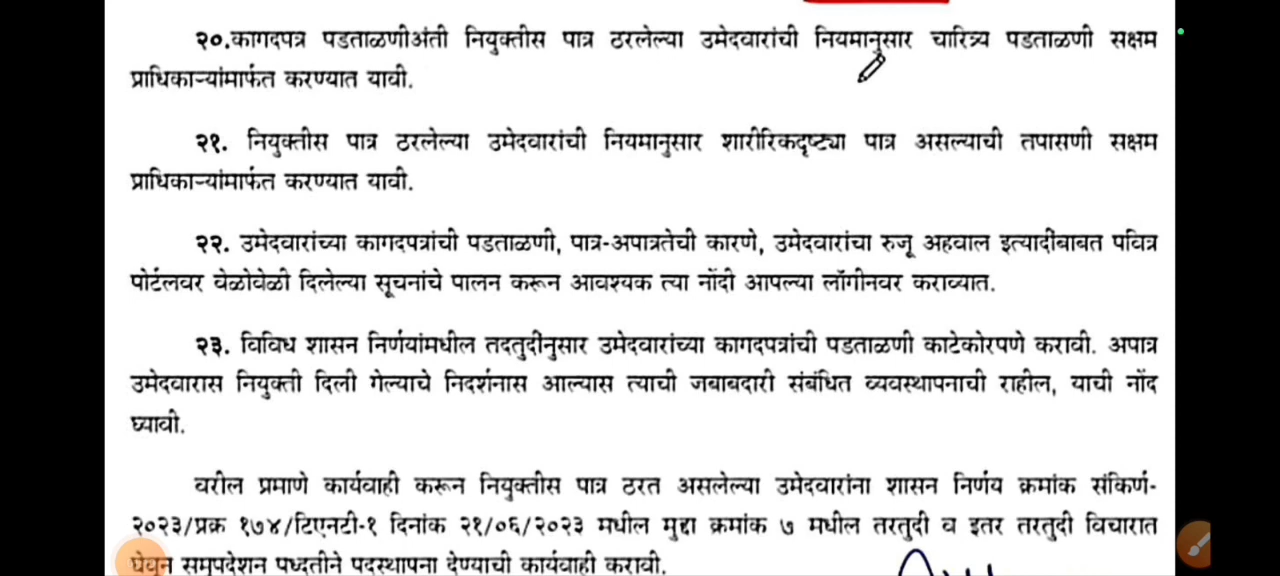 २०.कागदपत्र पडताळणीअंती नियुक्तीस पात्र ठरलेल्या उमेदवारांची नियमानुसार चारित्र्य पडताळणी सक्षम
प्राधिकाऱ्यांमार्फत करण्यात यावी.
२१. नियुक्तीस पात्र ठरलेल्या उमेदवारांची नियमानुसार शारीरिकदृष्ट्या पात्र असल्याची तपासणी सक्षम
प्राधिकाऱ्यांमार्फत करण्यात यावी.
२२. उमेदवारांच्या कागदपत्रांची पडताळणी, पात्र-अपात्रतेची कारणे, उमेदवारांचा रुजू अहवाल इत्यादींबाबत पवित्र
पोर्टलवर वेळोवेळी दिलेल्या सूचनांचे पालन करून आवश्यक त्या नोंदी आपल्या लॉगीनवर कराव्यात.
२३. विविध शासन निर्णयांमधील तदतुदींनुसार उमेदवारांच्या कागदपत्रांची पडताळणी काटेकोरपणे करावी. अपात्र
उमेदवारास नियुक्ती दिली गेल्याचे निदर्शनास आल्यास त्याची जबाबदारी संबंधित व्यवस्थापनाची राहील, याची नोंद
घ्यावी.
वरील प्रमाणे कार्यवाही करून नियुक्तीस पात्र ठरत असलेल्या उमेदवारांना शासन निर्णय क्रमांक संकिर्ण-
२०२३/प्रक्र १७४/टिएनटी-१ दिनांक २१/०६/२०२३ मधील मुद्दा क्रमांक ७ मधील तरतुदी व इतर तरतुदी विचारात
घेवून समुपदेशन पध्दतीने पदस्थापना देण्याची कार्यवाही करावी.